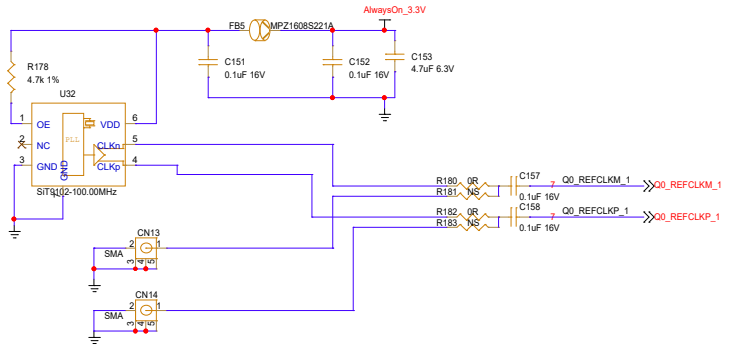 AlwaysOn_3.3V
FB5 MPZ1608S221A
R178
4.7k 1%
C151
0.1uF 16V
C152
0.1uF 16V
C153
4.7uF 6.3V
U32
1 OE VDD 6
PLL
2 NC CLKn 5
3 GND CLKp 4
GND
SiT9102-100.00MHz
R180 0R
R181 NS
C157
0.1uF 16V
7 Q0_REFCLKM_1
Q0_REFCLKM_1
R182 0R
R183 NS
C158
0.1uF 16V
7 Q0_REFCLKP_1
Q0_REFCLKP_1
CN13
2 1
SMA
3 4 5
CN14
2 1
SMA
3 4 5